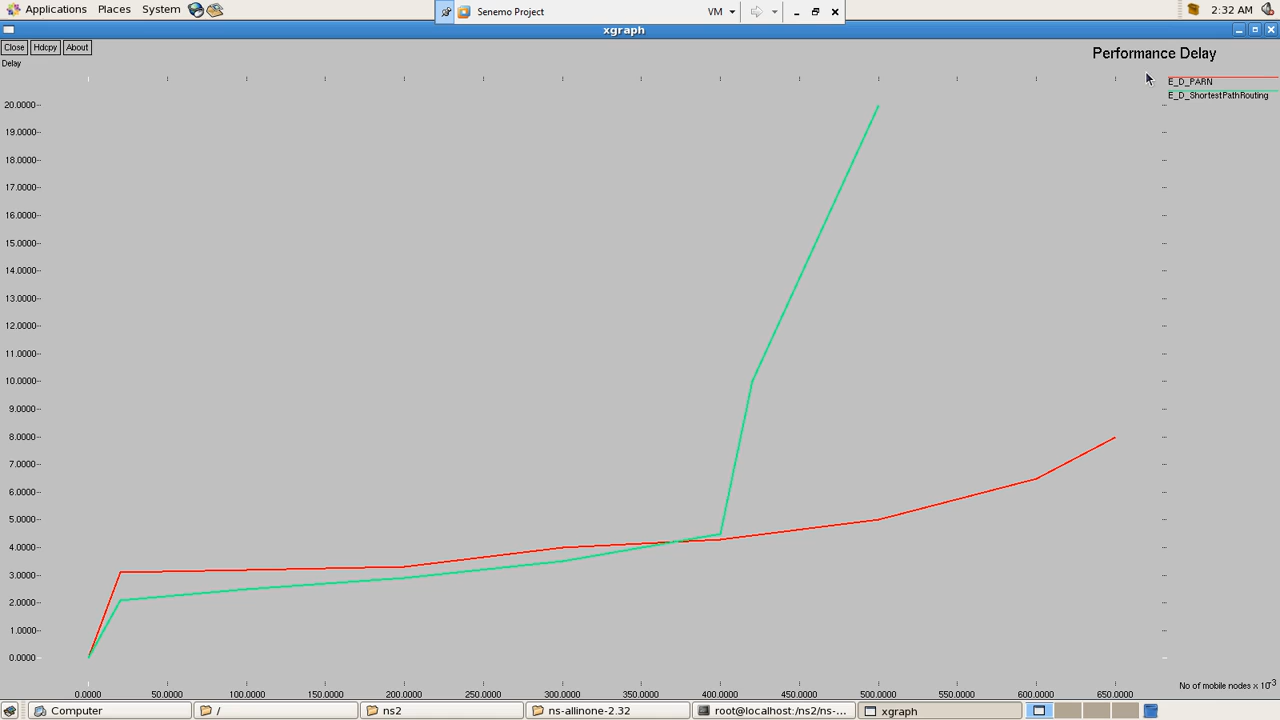 Applications Places System
Senemo Project VM
2:32 AM
xgraph
Close Hdcpy About
Performance Delay
Delay
E_D_PARN
E_D_ShortestPathRouting
20.0000
19.0000
18.0000
17.0000
16.0000
15.0000
14.0000
13.0000
12.0000
11.0000
10.0000
9.0000
8.0000
7.0000
6.0000
5.0000
4.0000
3.0000
2.0000
1.0000
0.0000
No of mobile nodes x 10-3
0.0000 50.0000 100.0000 150.0000 200.0000 250.0000 300.0000 350.0000 400.0000 450.0000 500.0000 550.0000 600.0000 650.0000
Computer / ns2 ns-allinone-2.32 root@localhost:/ns2/ns-... xgraph